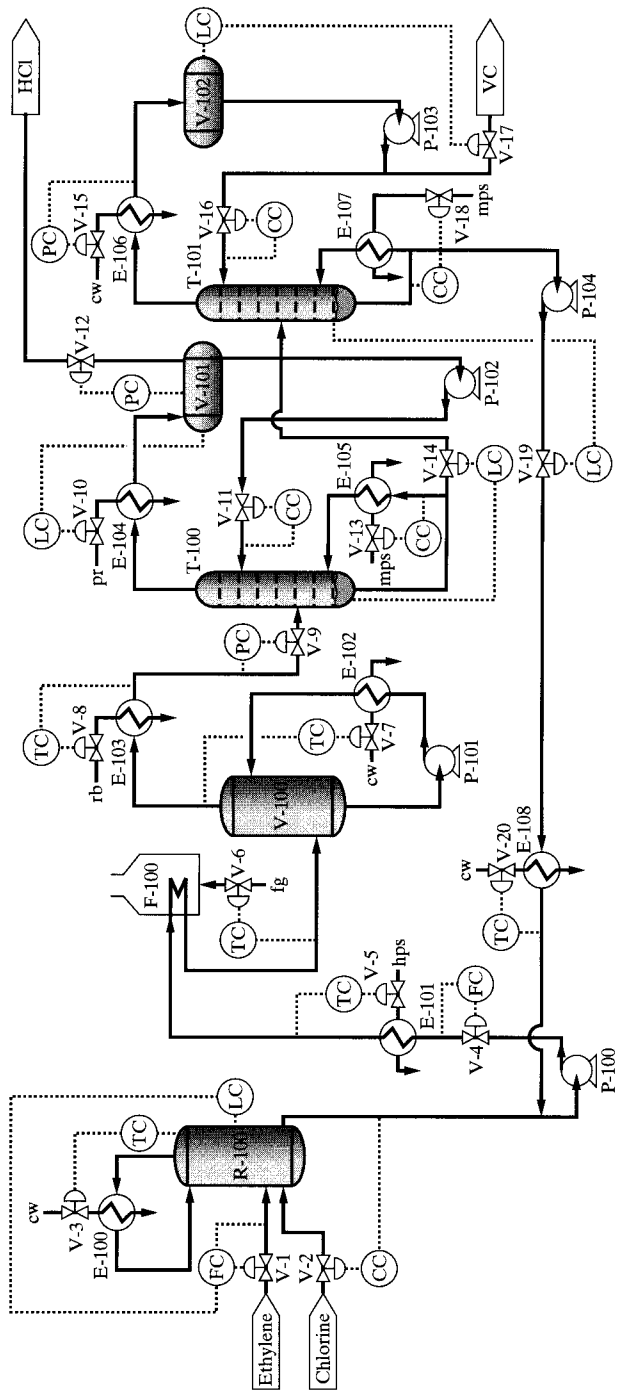 Ethylene
Chlorine
V-1
V-2
FC
CC
cw
V-3
E-100
TC
LC
R-100
P-100
V-4
FC
E-101
hps
V-5
TC
F-100
V-6
fg
TC
V-100
P-101
E-102
V-7
cw
TC
rb
V-8
E-103
TC
PC
V-9
T-100
pr
V-10
E-104
LC
V-101
PC
V-12
HCl
V-11
CC
P-102
E-105
V-13
mps
CC
V-14
LC
T-101
cw
V-15
E-106
PC
V-102
LC
V-16
CC
P-103
V-17
VC
E-107
V-18
mps
CC
P-104
V-19
LC
cw
V-20
E-108
TC